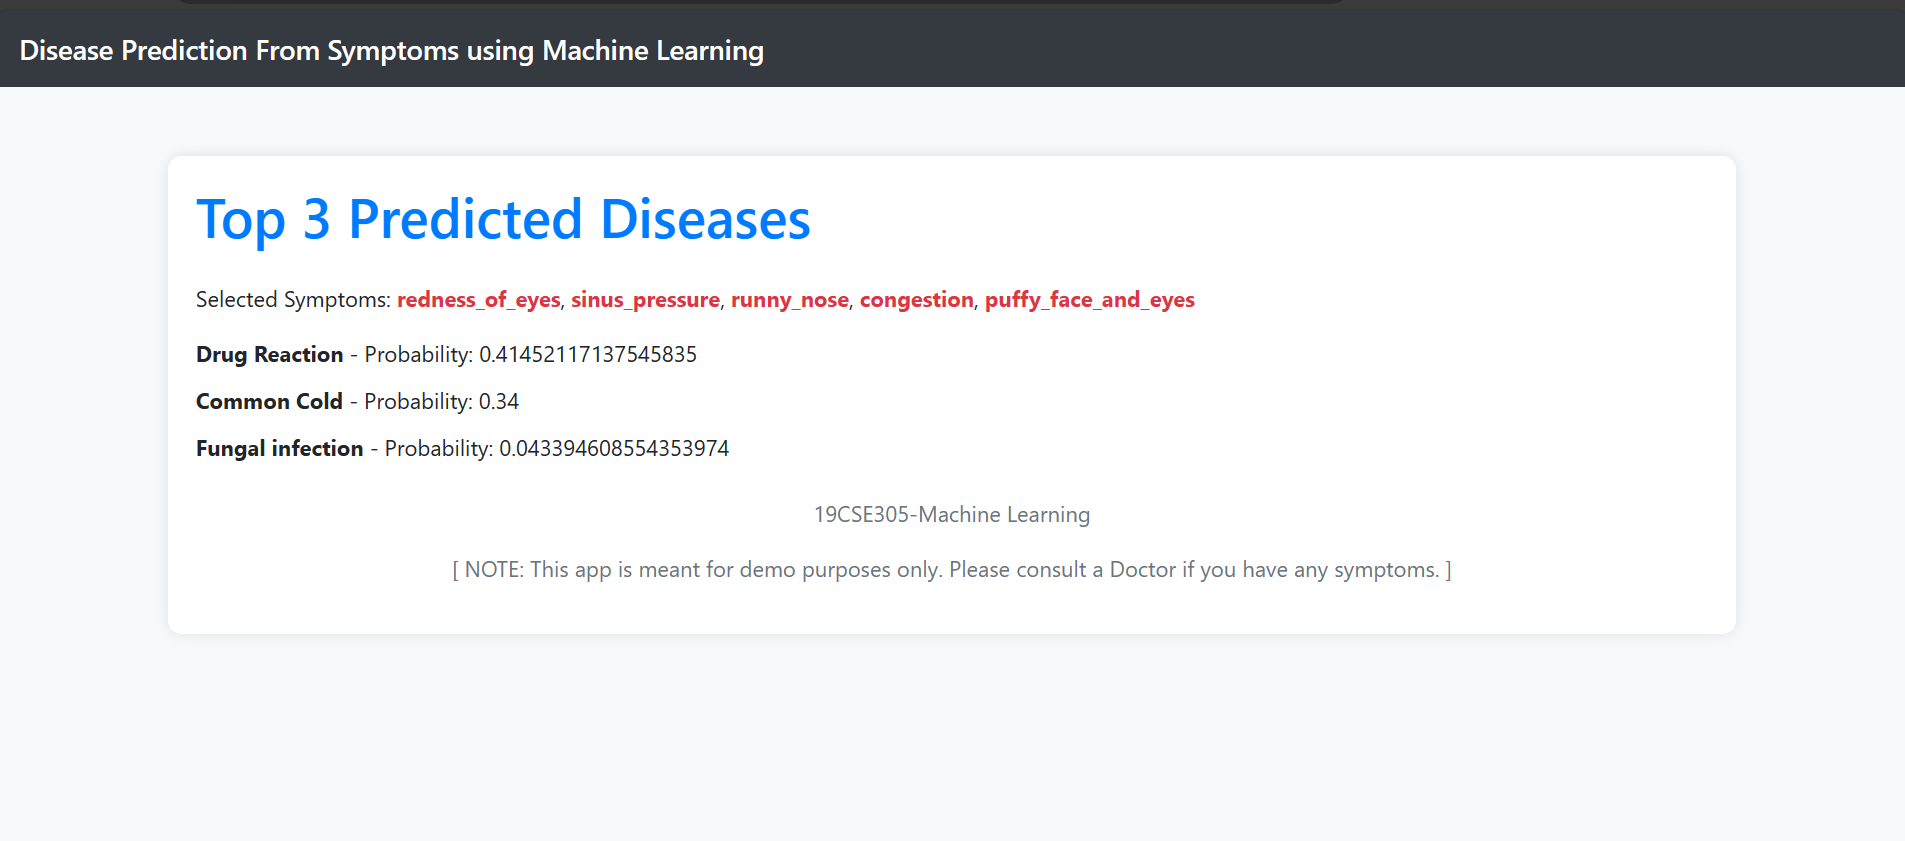 Disease Prediction From Symptoms using Machine Learning
Top 3 Predicted Diseases
Selected Symptoms: redness_of_eyes, sinus_pressure, runny_nose, congestion, puffy_face_and_eyes
Drug Reaction - Probability: 0.41452117137545835
Common Cold - Probability: 0.34
Fungal infection - Probability: 0.043394608554353974
19CSE305-Machine Learning
[ NOTE: This app is meant for demo purposes only. Please consult a Doctor if you have any symptoms. ]